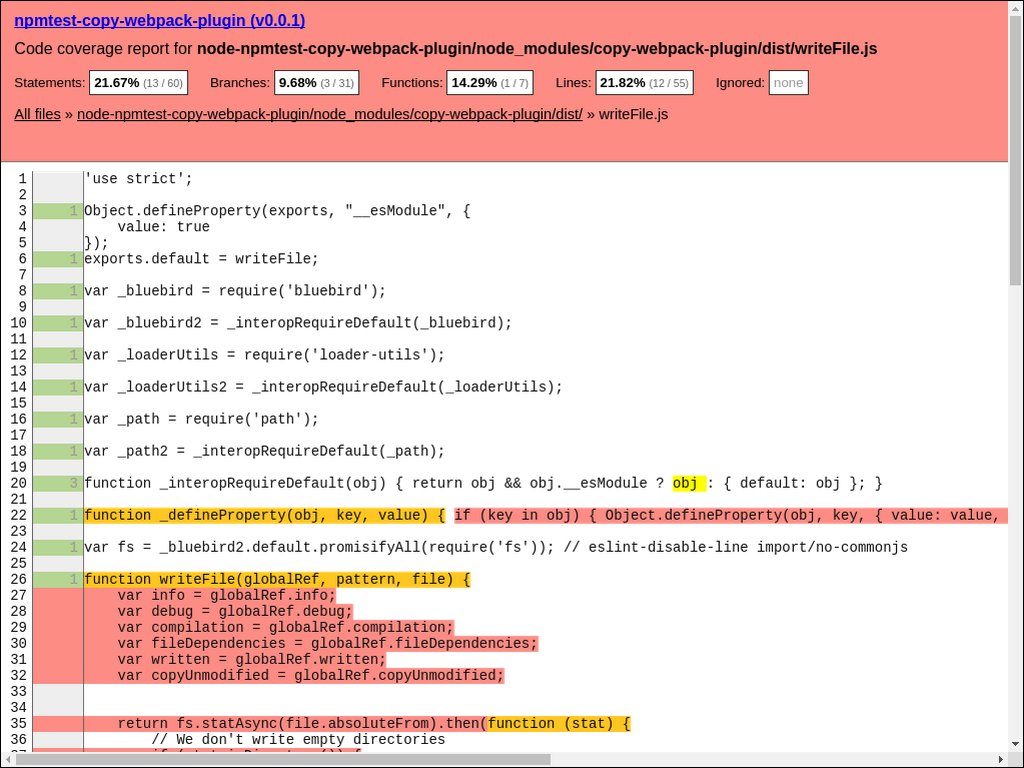 npmtest-copy-webpack-plugin (v0.0.1)
Code coverage report for node-npmtest-copy-webpack-plugin/node_modules/copy-webpack-plugin/dist/writeFile.js
Statements: 21.67% (13 / 60) Branches: 9.68% (3 / 31) Functions: 14.29% (1 / 7) Lines: 21.82% (12 / 55) Ignored: none
All files » node-npmtest-copy-webpack-plugin/node_modules/copy-webpack-plugin/dist/ » writeFile.js
1 'use strict';
2
3 1 Object.defineProperty(exports, "__esModule", {
4 value: true
5 });
6 1 exports.default = writeFile;
7
8 1 var _bluebird = require('bluebird');
9
10 1 var _bluebird2 = _interopRequireDefault(_bluebird);
11
12 1 var _loaderUtils = require('loader-utils');
13
14 1 var _loaderUtils2 = _interopRequireDefault(_loaderUtils);
15
16 1 var _path = require('path');
17
18 1 var _path2 = _interopRequireDefault(_path);
19
20 3 function _interopRequireDefault(obj) { return obj && obj.__esModule ? obj : { default: obj }; }
21
22 1 function _defineProperty(obj, key, value) { if (key in obj) { Object.defineProperty(obj, key, { value: value,
23
24 1 var fs = _bluebird2.default.promisifyAll(require('fs')); // eslint-disable-line import/no-commonjs
25
26 1 function writeFile(globalRef, pattern, file) {
27 var info = globalRef.info;
28 var debug = globalRef.debug;
29 var compilation = globalRef.compilation;
30 var fileDependencies = globalRef.fileDependencies;
31 var written = globalRef.written;
32 var copyUnmodified = globalRef.copyUnmodified;
33
34
35 return fs.statAsync(file.absoluteFrom).then(function (stat) {
36 // We don't write empty directories